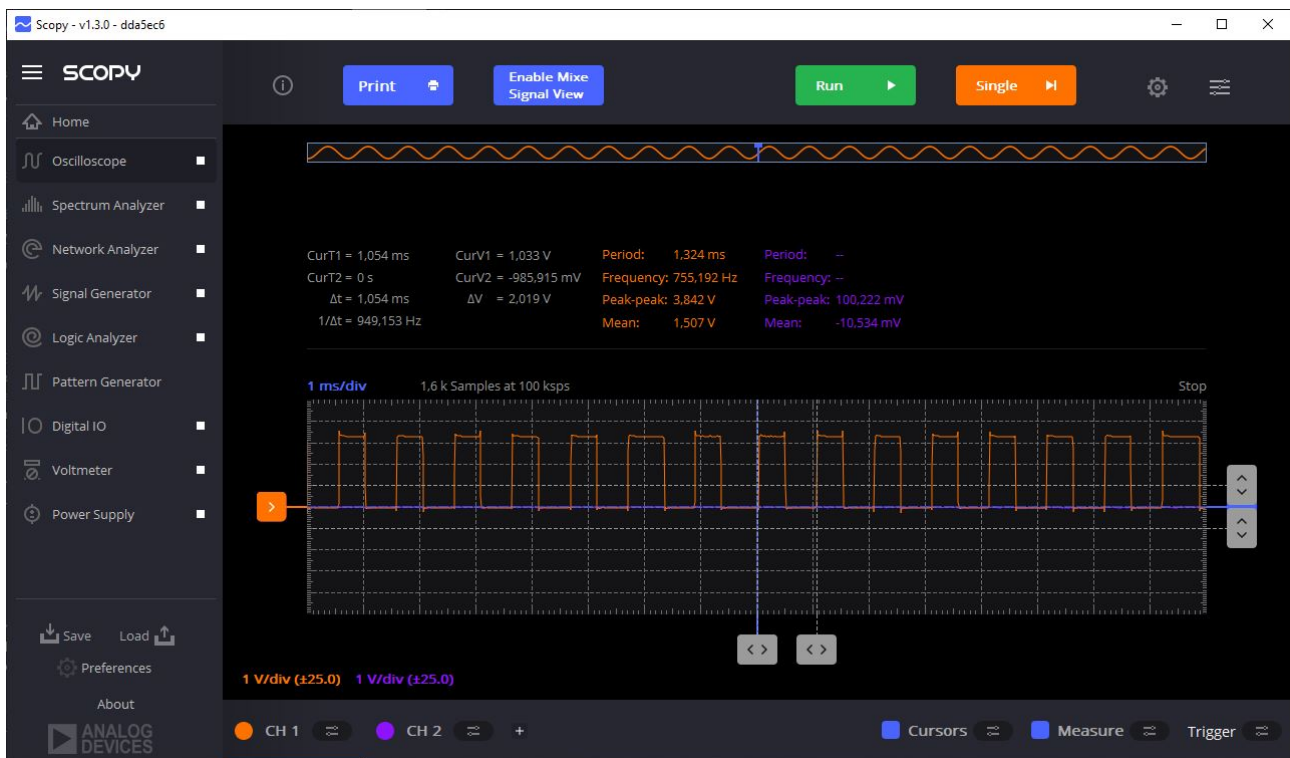 Scopy - v1.3.0 - dda5ec6
SCOPY
Print
Enable Mixe
Signal View
Run
Single
Home
Oscilloscope
Spectrum Analyzer
Network Analyzer
Signal Generator
Logic Analyzer
Pattern Generator
Digital IO
Voltmeter
Power Supply
Save Load
Preferences
About
ANALOG
DEVICES
CurT1 = 1,054 ms CurV1 = 1,033 V Period: 1,324 ms Period: --
CurT2 = 0 s CurV2 = -985,915 mV Frequency: 755,192 Hz Frequency: --
Δt = 1,054 ms ΔV = 2,019 V Peak-peak: 3,842 V Peak-peak: 100,222 mV
1/Δt = 949,153 Hz Mean: 1,507 V Mean: -10,534 mV
1 ms/div 1,6 k Samples at 100 ksps Stop
1 V/div (±25.0) 1 V/div (±25.0)
CH 1 CH 2 + Cursors Measure Trigger